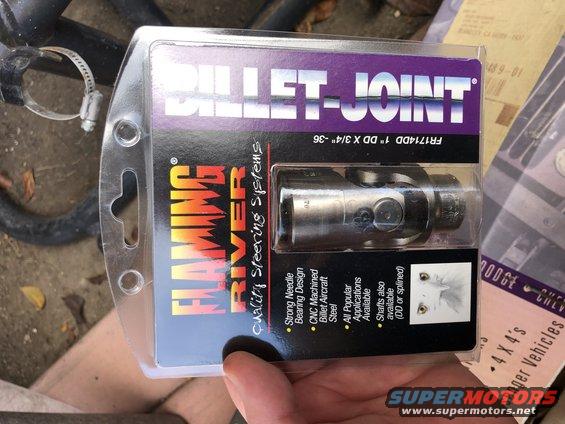 BILLET-JOINT®
FR1714DD 1" DD X 3/4"-36
FLAMING®
RIVER
Quality Steering Systems
• Strong Needle
Bearing Design
• CNC Machined
Billet Aircraft
Steel
• All Popular
Applications
Available
• Shafts also
available
(DD or splined)
• 4 X 4's
Vehicles
SUPERMOTORS
www.supermotors.net